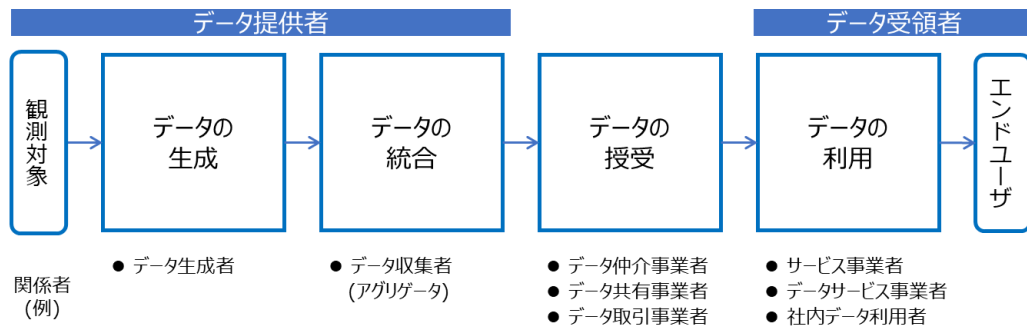 データ提供者
データ受領者
観測対象
データの
生成
データの
統合
データの
授受
データの
利用
エンドユーザ
関係者
(例)
● データ生成者
● データ収集者
(アグリゲータ)
● データ仲介事業者
● データ共有事業者
● データ取引事業者
● サービス事業者
● データサービス事業者
● 社内データ利用者